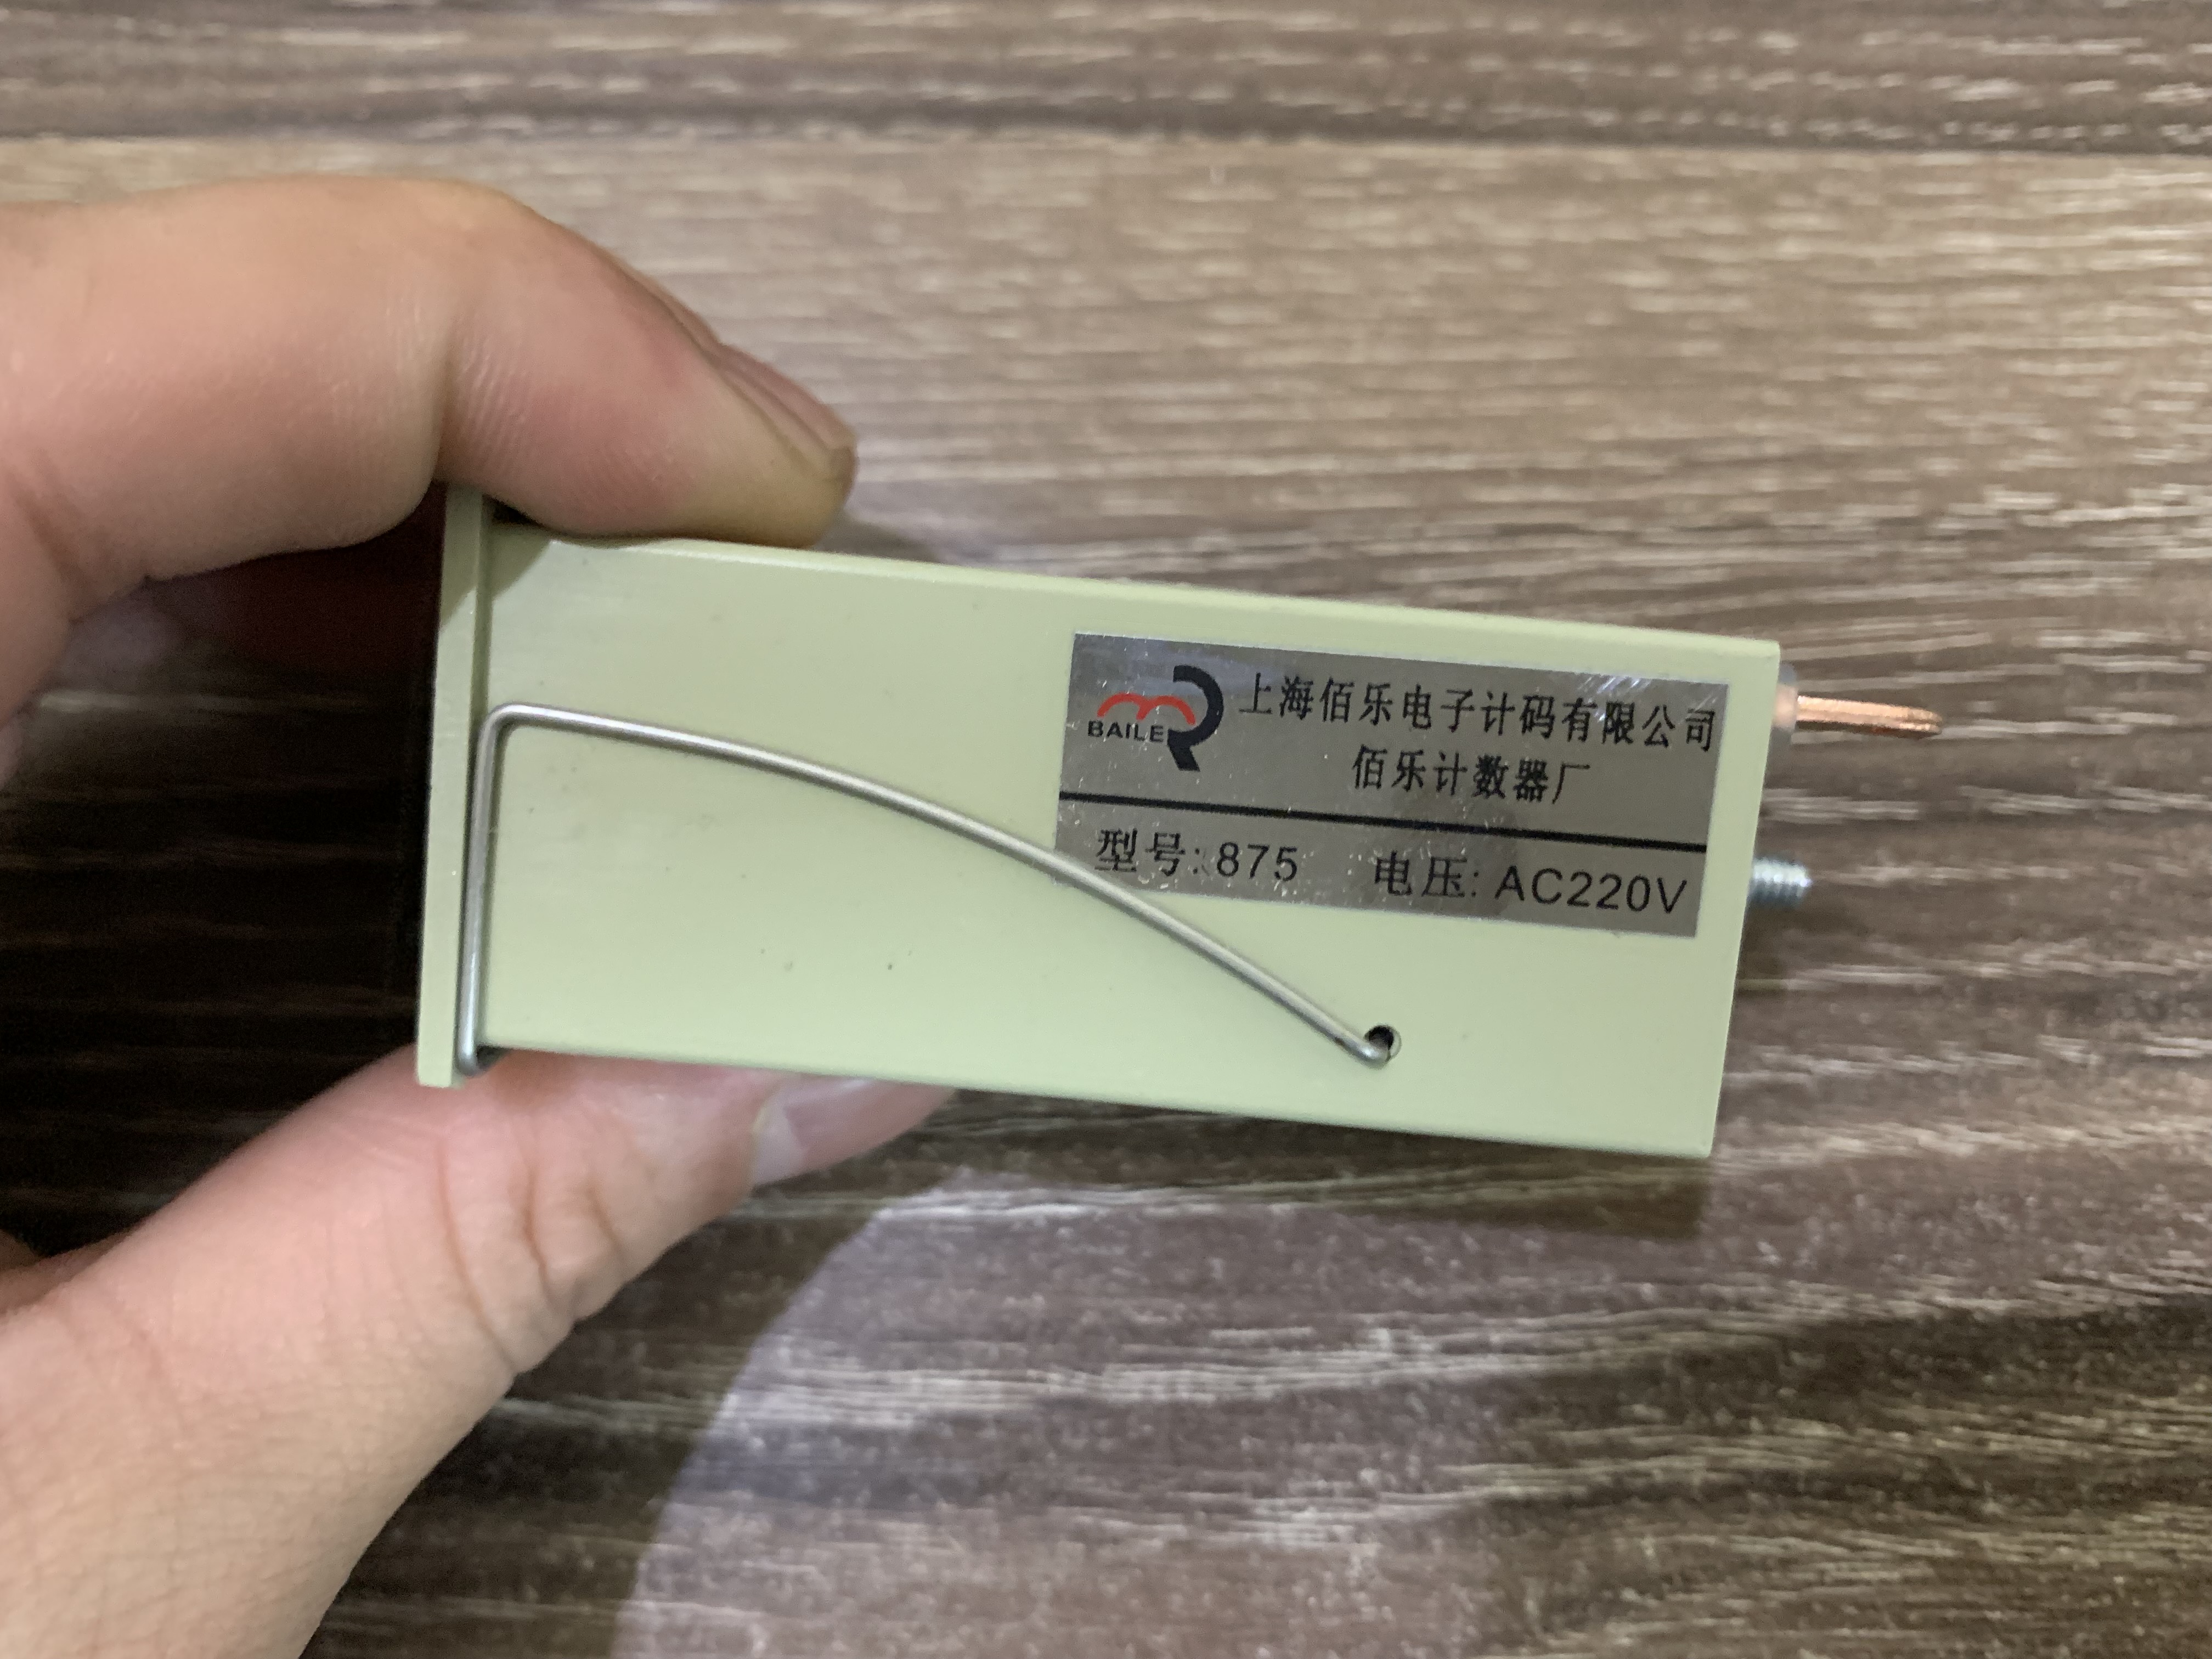 BAILE
上海佰乐电子计码有限公司
佰乐计数器厂
型号: 875 电压: AC220V